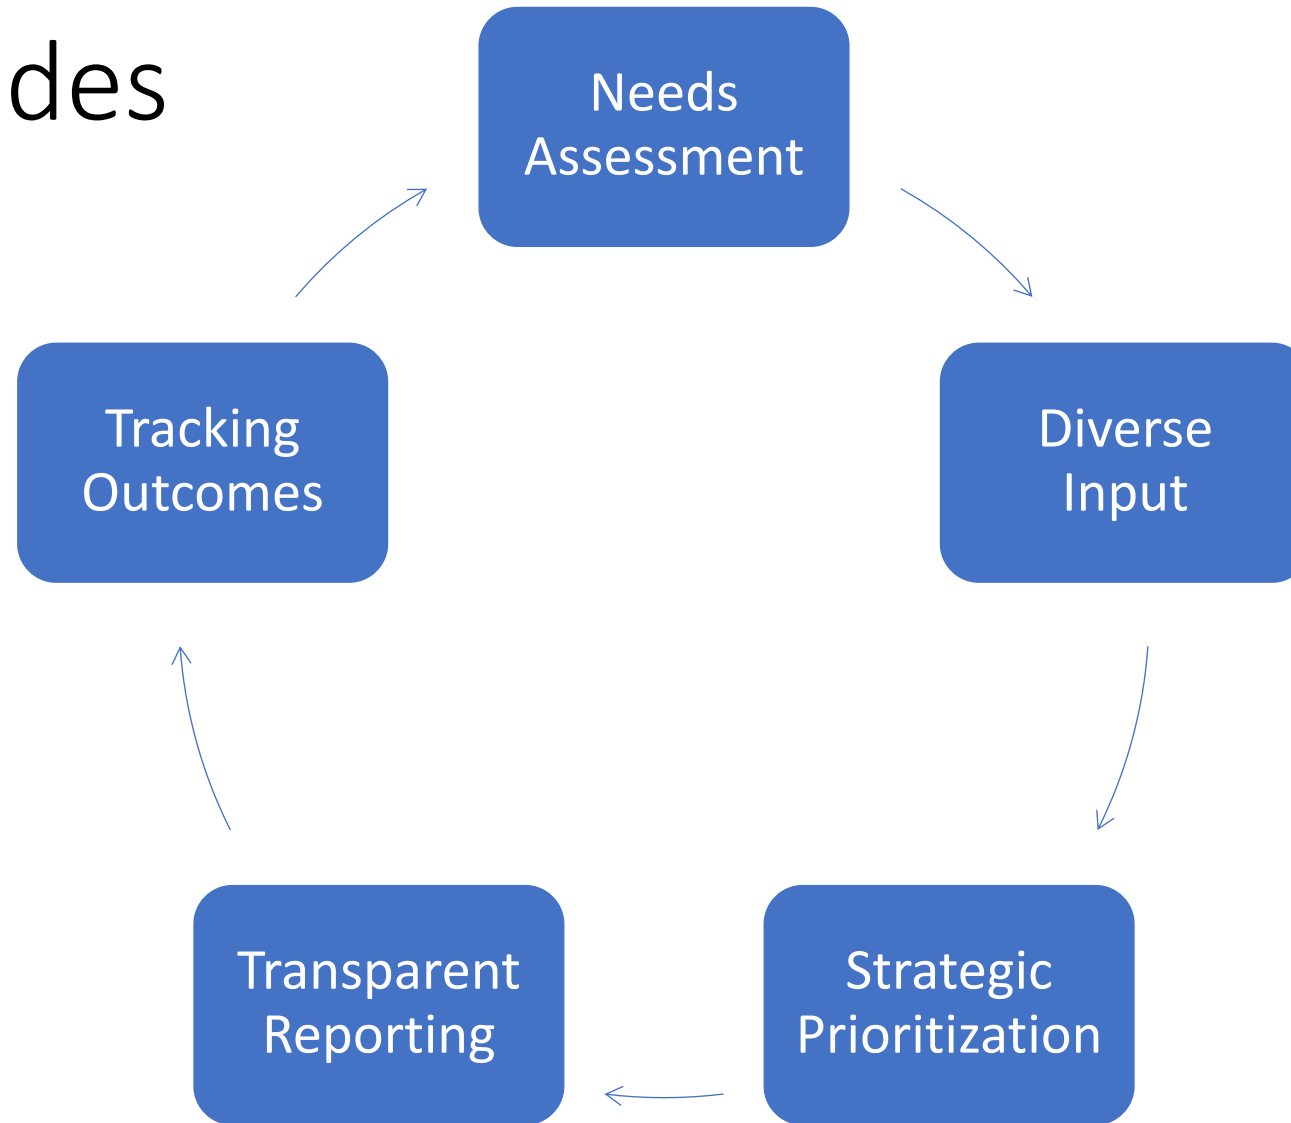 des
Needs
Assessment
Tracking
Outcomes
Diverse
Input
Transparent
Reporting
Strategic
Prioritization